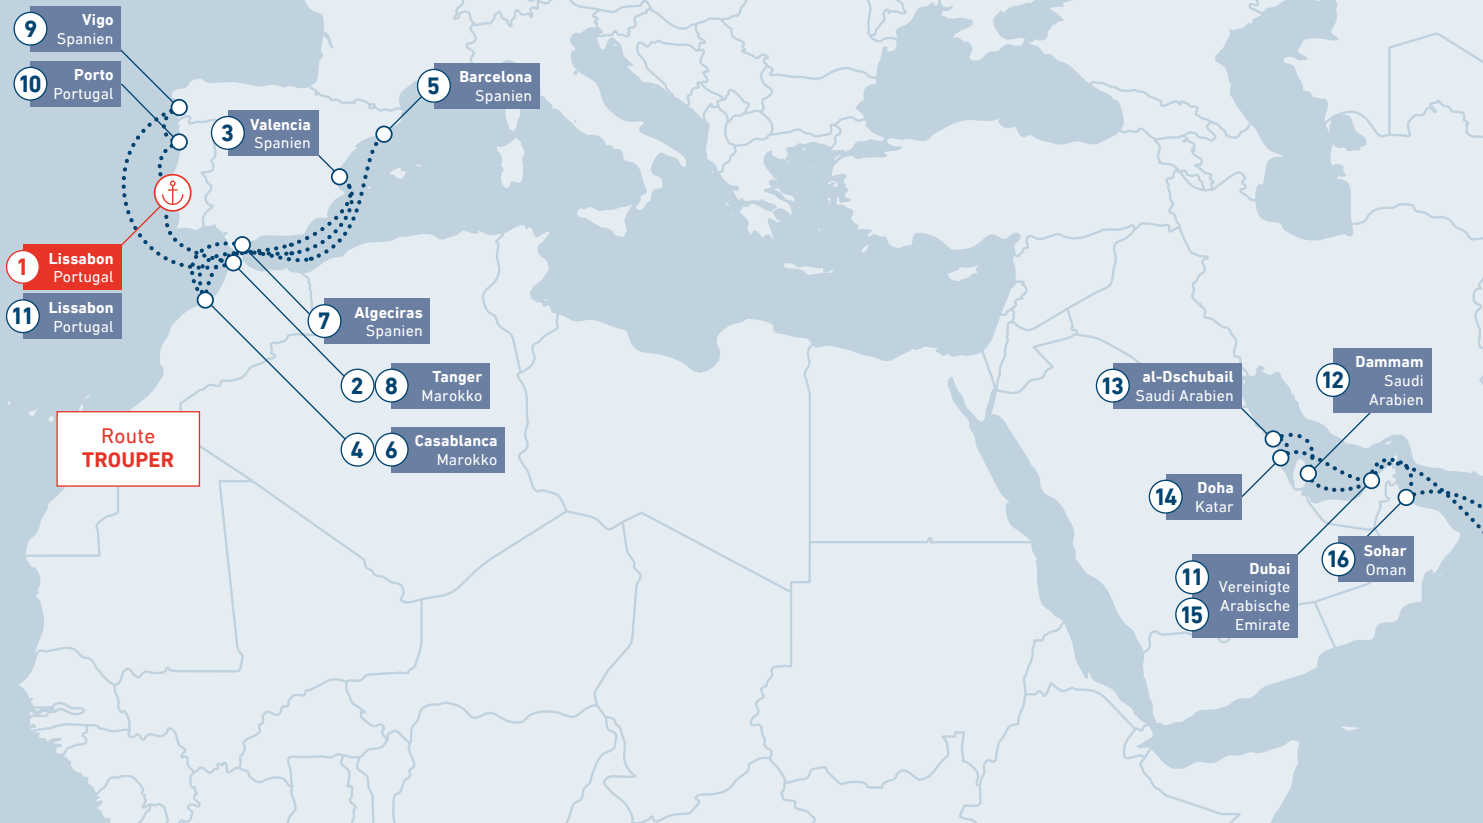 9
Vigo
Spanien
10
Porto
Portugal
3
Valencia
Spanien
5
Barcelona
Spanien
1
Lissabon
Portugal
11
Lissabon
Portugal
7
Algeciras
Spanien
2 8
Tanger
Marokko
4 6
Casablanca
Marokko
Route
TROUPER
13
al-Dschubail
Saudi Arabien
12
Dammam
Saudi
Arabien
14
Doha
Katar
11
15
Dubai
Vereinigte
Arabische
Emirate
16
Sohar
Oman